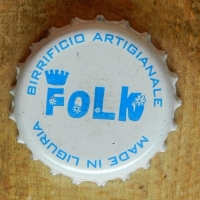 BIRRIFICIO ARTIGIANALE
FoLK
MADE IN LIGURIA